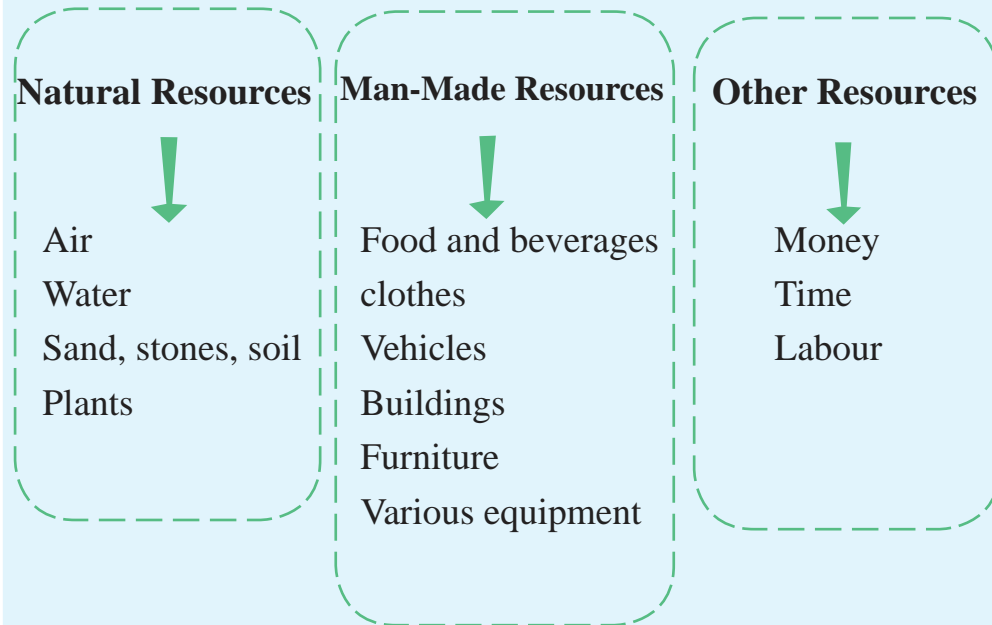 Natural Resources
Air
Water
Sand, stones, soil
Plants
Man-Made Resources
Food and beverages
clothes
Vehicles
Buildings
Furniture
Various equipment
Other Resources
Money
Time
Labour